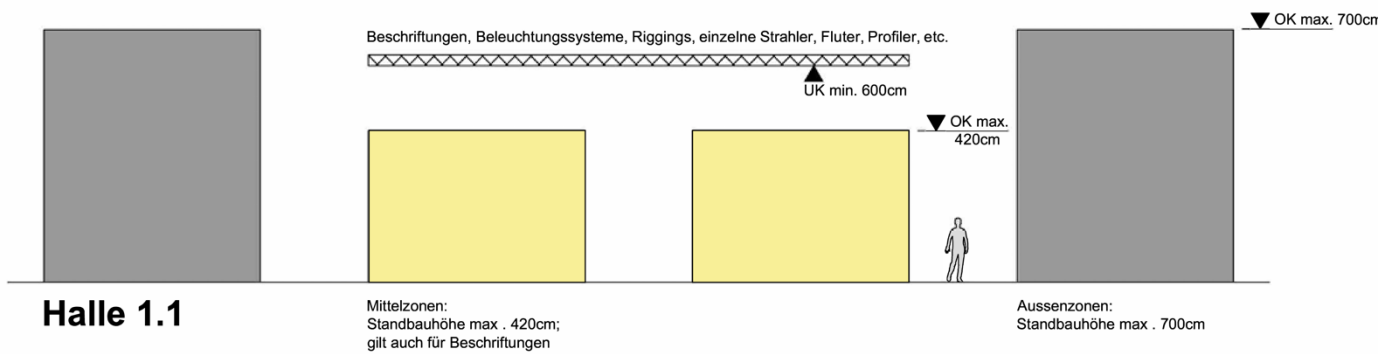 OK max. 700cm
Beschriftungen, Beleuchtungssysteme, Riggings, einzelne Strahler, Fluter, Profiler, etc.
UK min. 600cm
OK max.
420cm
Halle 1.1
Mittelzonen:
Standbauhöhe max . 420cm;
gilt auch für Beschriftungen
Aussenzonen:
Standbauhöhe max . 700cm